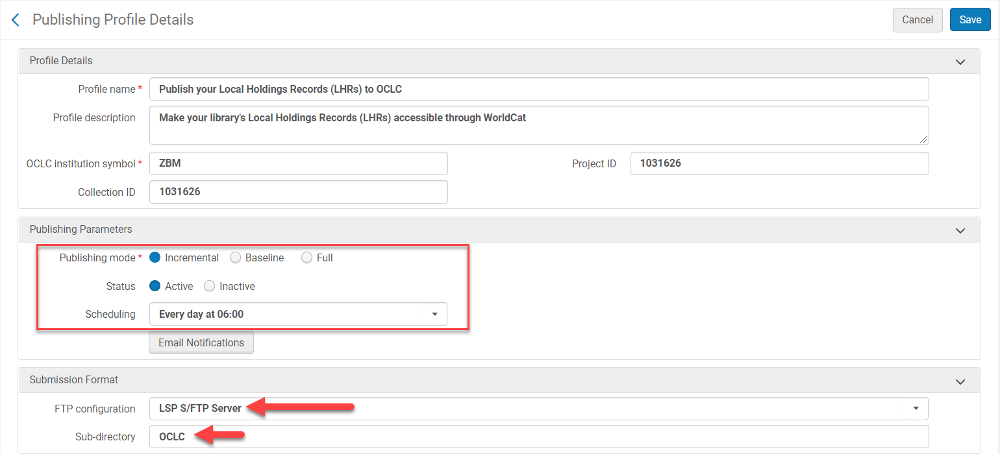 Publishing Profile Details
Cancel
Save
Profile Details
Profile name * Publish your Local Holdings Records (LHRs) to OCLC
Profile description Make your library's Local Holdings Records (LHRs) accessible through WorldCat
OCLC institution symbol * ZBM Project ID 1031626
Collection ID 1031626
Publishing Parameters
Publishing mode * Incremental Baseline Full
Status Active Inactive
Scheduling Every day at 06:00
Email Notifications
Submission Format
FTP configuration LSP S/FTP Server
Sub-directory OCLC